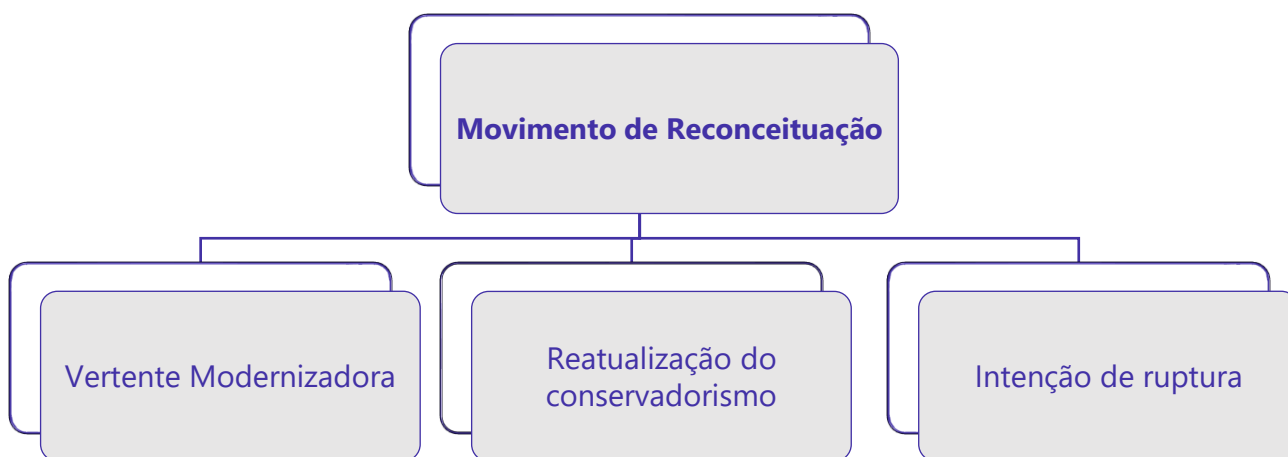 Movimento de Reconceituação
Vertente Modernizadora
Reatualização do
conservadorismo
Intenção de ruptura